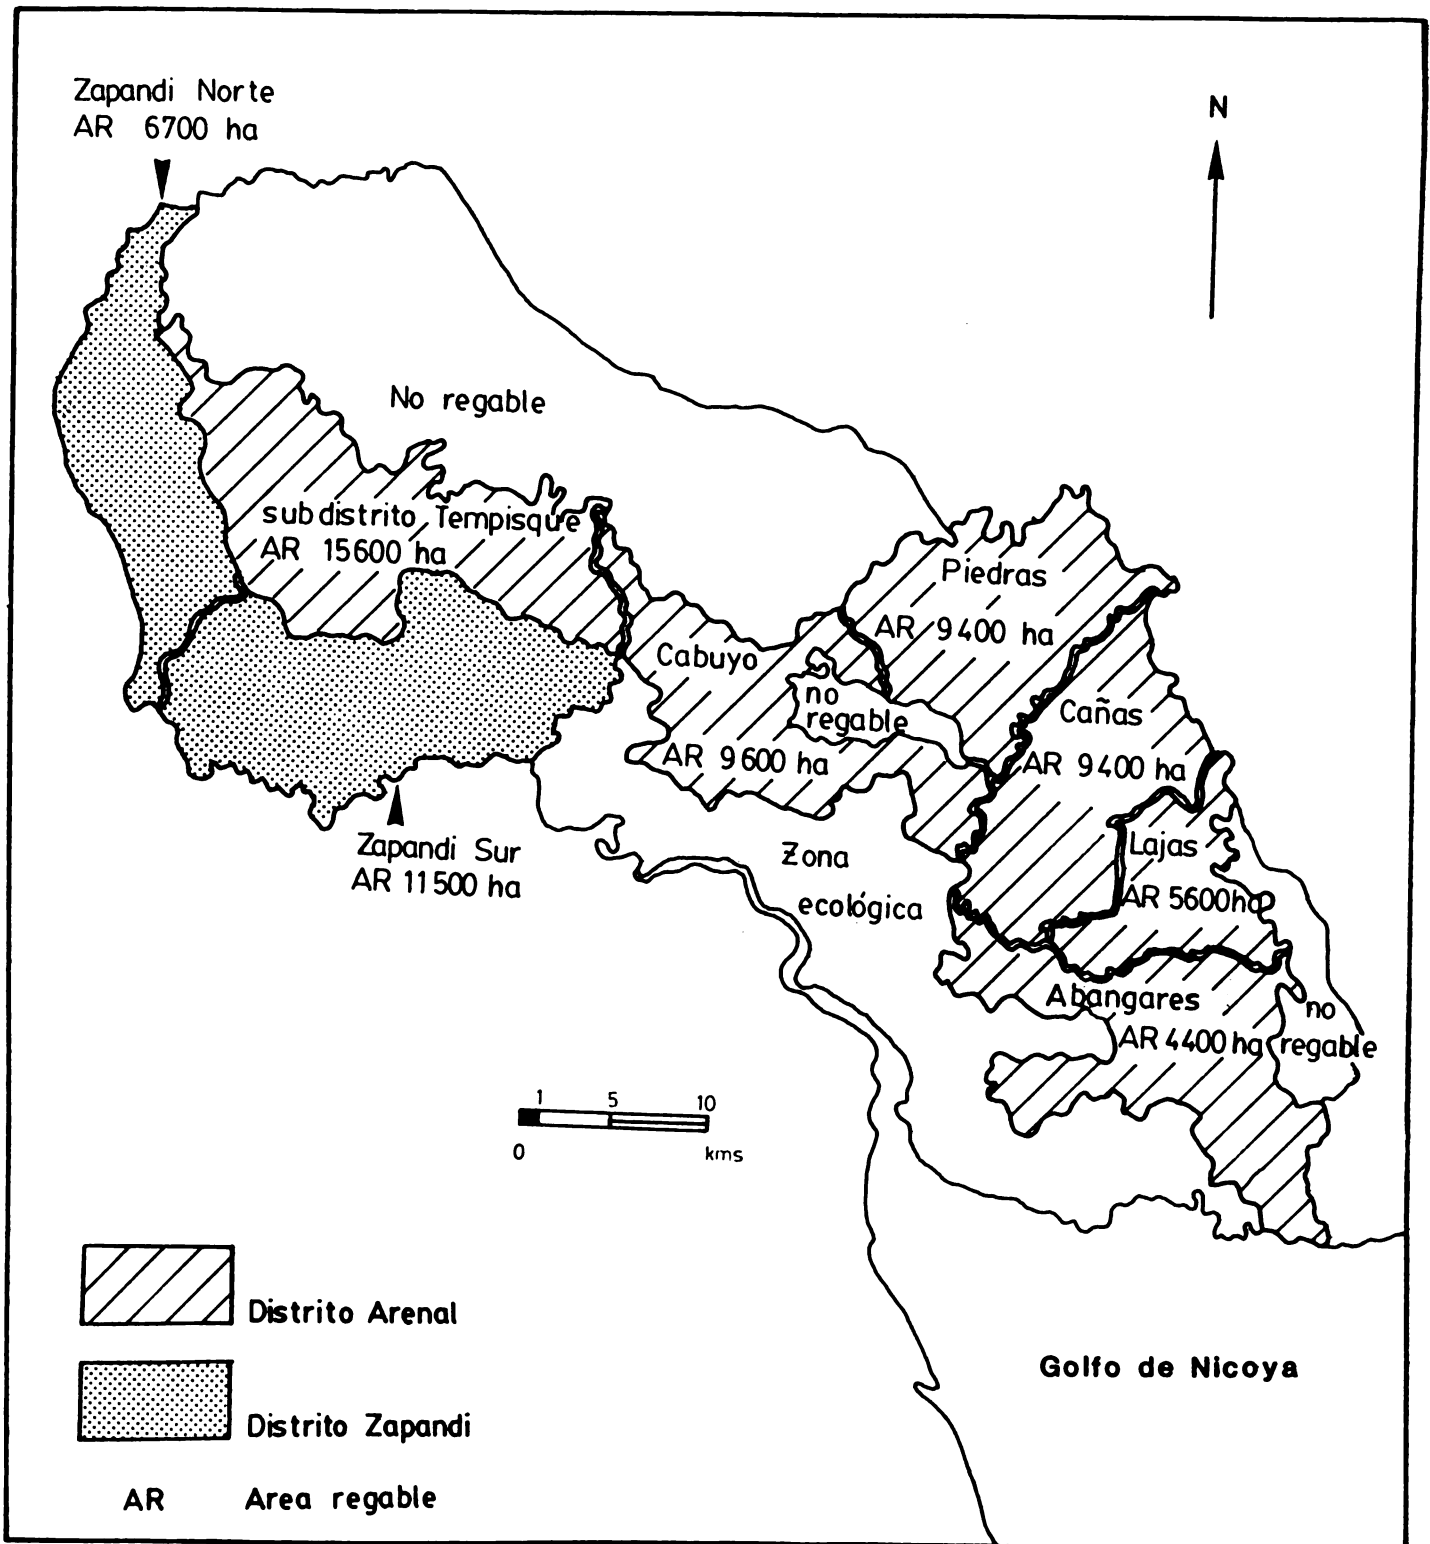 Zapandi Norte
AR 6700 ha
N
No regable
subdistrito Tempisque
AR 15600 ha
Piedras
AR 9400 ha
Cabuyo
no
regable
AR 9600 ha
Cañas
AR 9400 ha
Zapandi Sur
AR 11500 ha
Zona
ecológica
Lajas
AR 5600 ha
Abangares
AR 4400 ha
no
regable
1 5 10
0 kms
Distrito Arenal
Distrito Zapandi
AR Area regable
Golfo de Nicoya